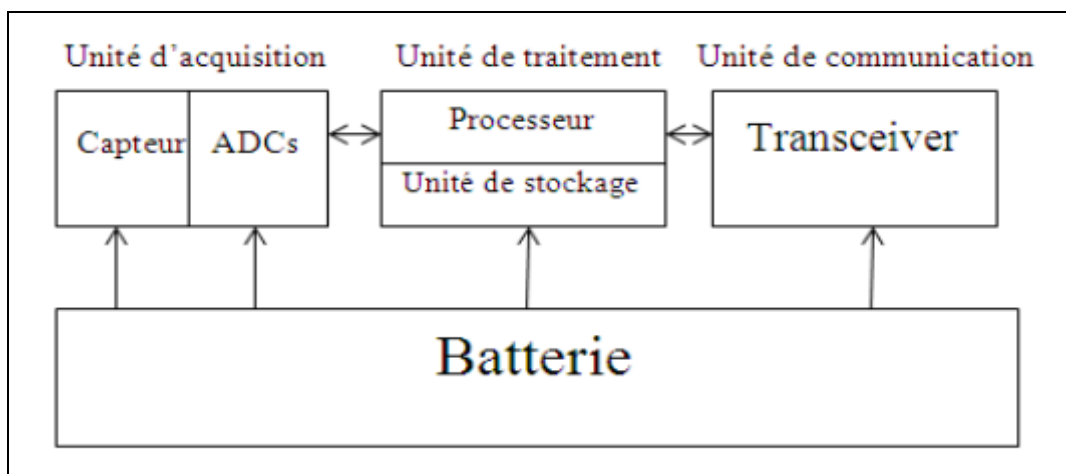 Unité d'acquisition
Unité de traitement
Unité de communication
Capteur
ADCs
Processeur
Unité de stockage
Transceiver
Batterie